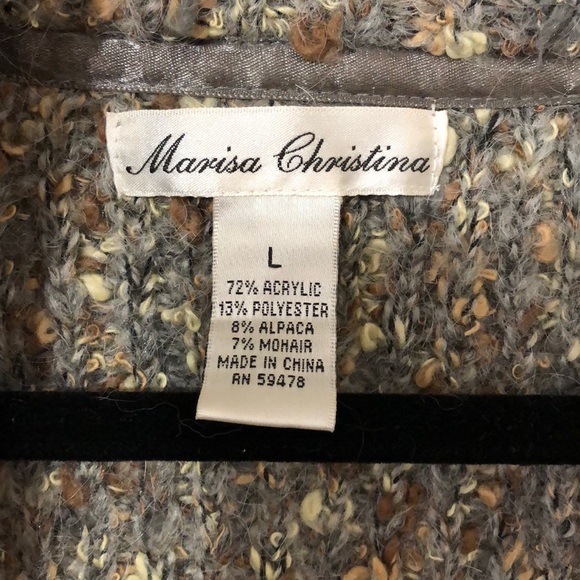 Marisa Christina
L
72% ACRYLIC
13% POLYESTER
8% ALPACA
7% MOHAIR
MADE IN CHINA
RN 59478